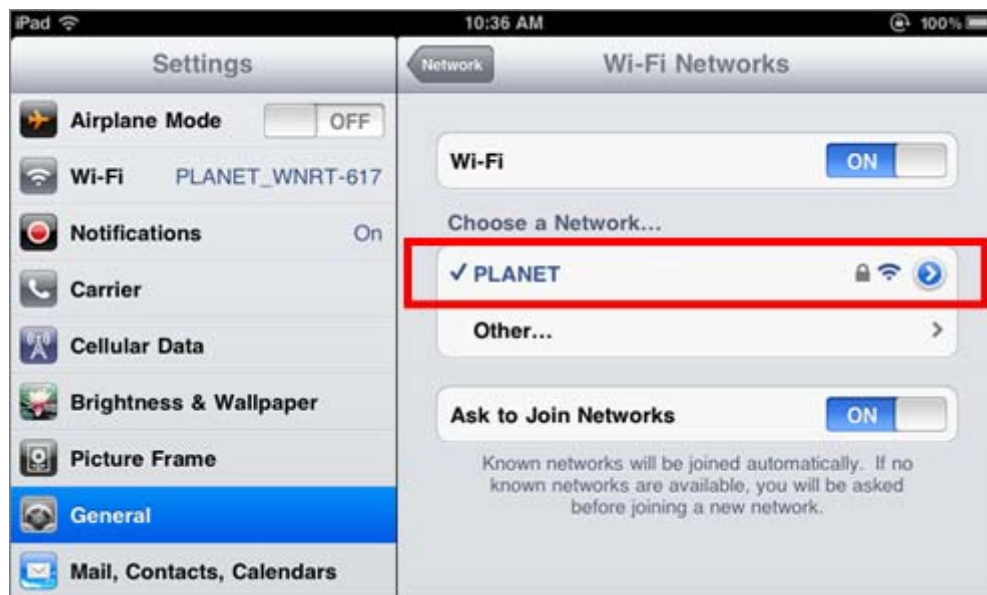 iPad 10:36 AM 100%
Settings
Airplane Mode OFF
Wi-Fi PLANET_WNRT-617
Notifications On
Carrier
Cellular Data
Brightness & Wallpaper
Picture Frame
General
Mail, Contacts, Calendars
Network Wi-Fi Networks
Wi-Fi ON
Choose a Network...
PLANET
Other...
Ask to Join Networks ON
Known networks will be joined automatically. If no
known networks are available, you will be asked
before joining a new network.